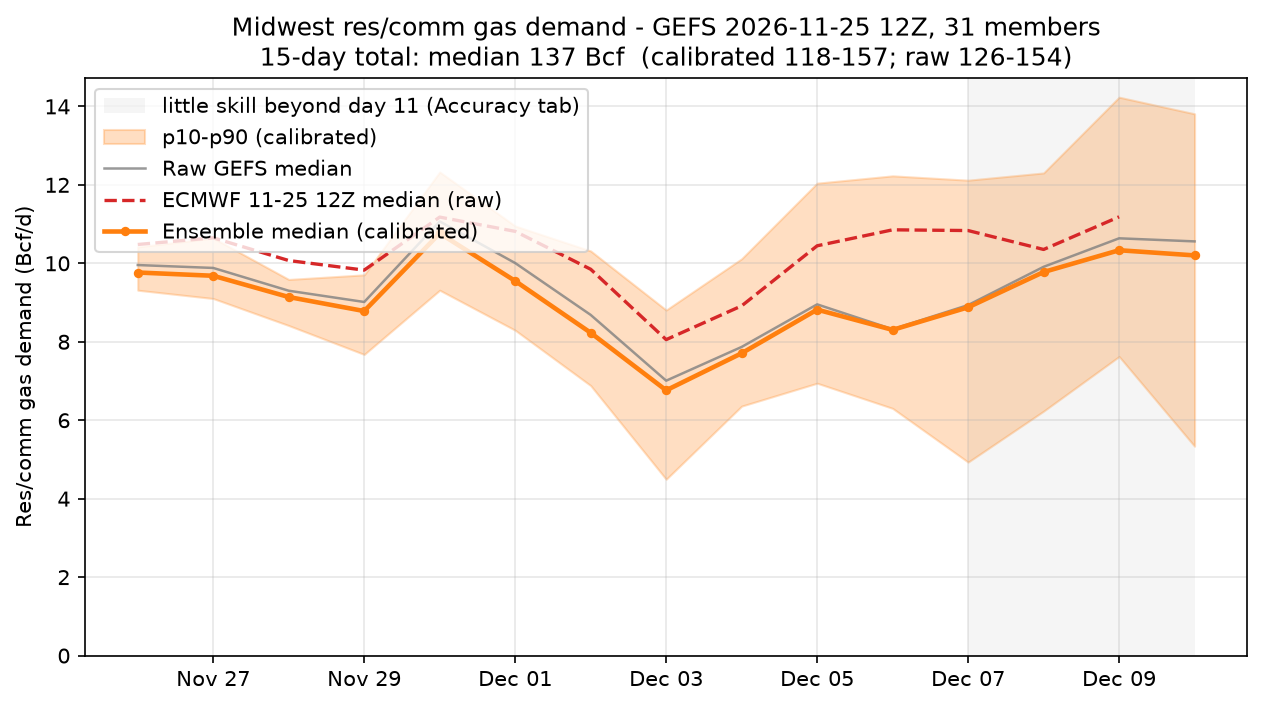 Midwest res/comm gas demand - GEFS 2026-11-25 12Z, 31 members
15-day total: median 137 Bcf  (calibrated 118-157; raw 126-154)
little skill beyond day 11 (Accuracy tab)
p10-p90 (calibrated)
Raw GEFS median
ECMWF 11-25 12Z median (raw)
Ensemble median (calibrated)
Res/comm gas demand (Bcf/d)
14
12
10
8
6
4
2
0
Nov 27
Nov 29
Dec 01
Dec 03
Dec 05
Dec 07
Dec 09